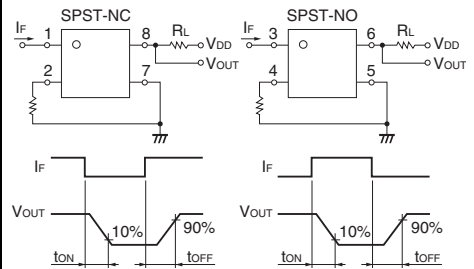 SPST-NC
IF 1 8 RL VDD
VOUT
2 7
IF
VOUT
10% 90%
tON tOFF
SPST-NO
IF 3 6 RL VDD
VOUT
4 5
IF
VOUT
10% 90%
tON tOFF